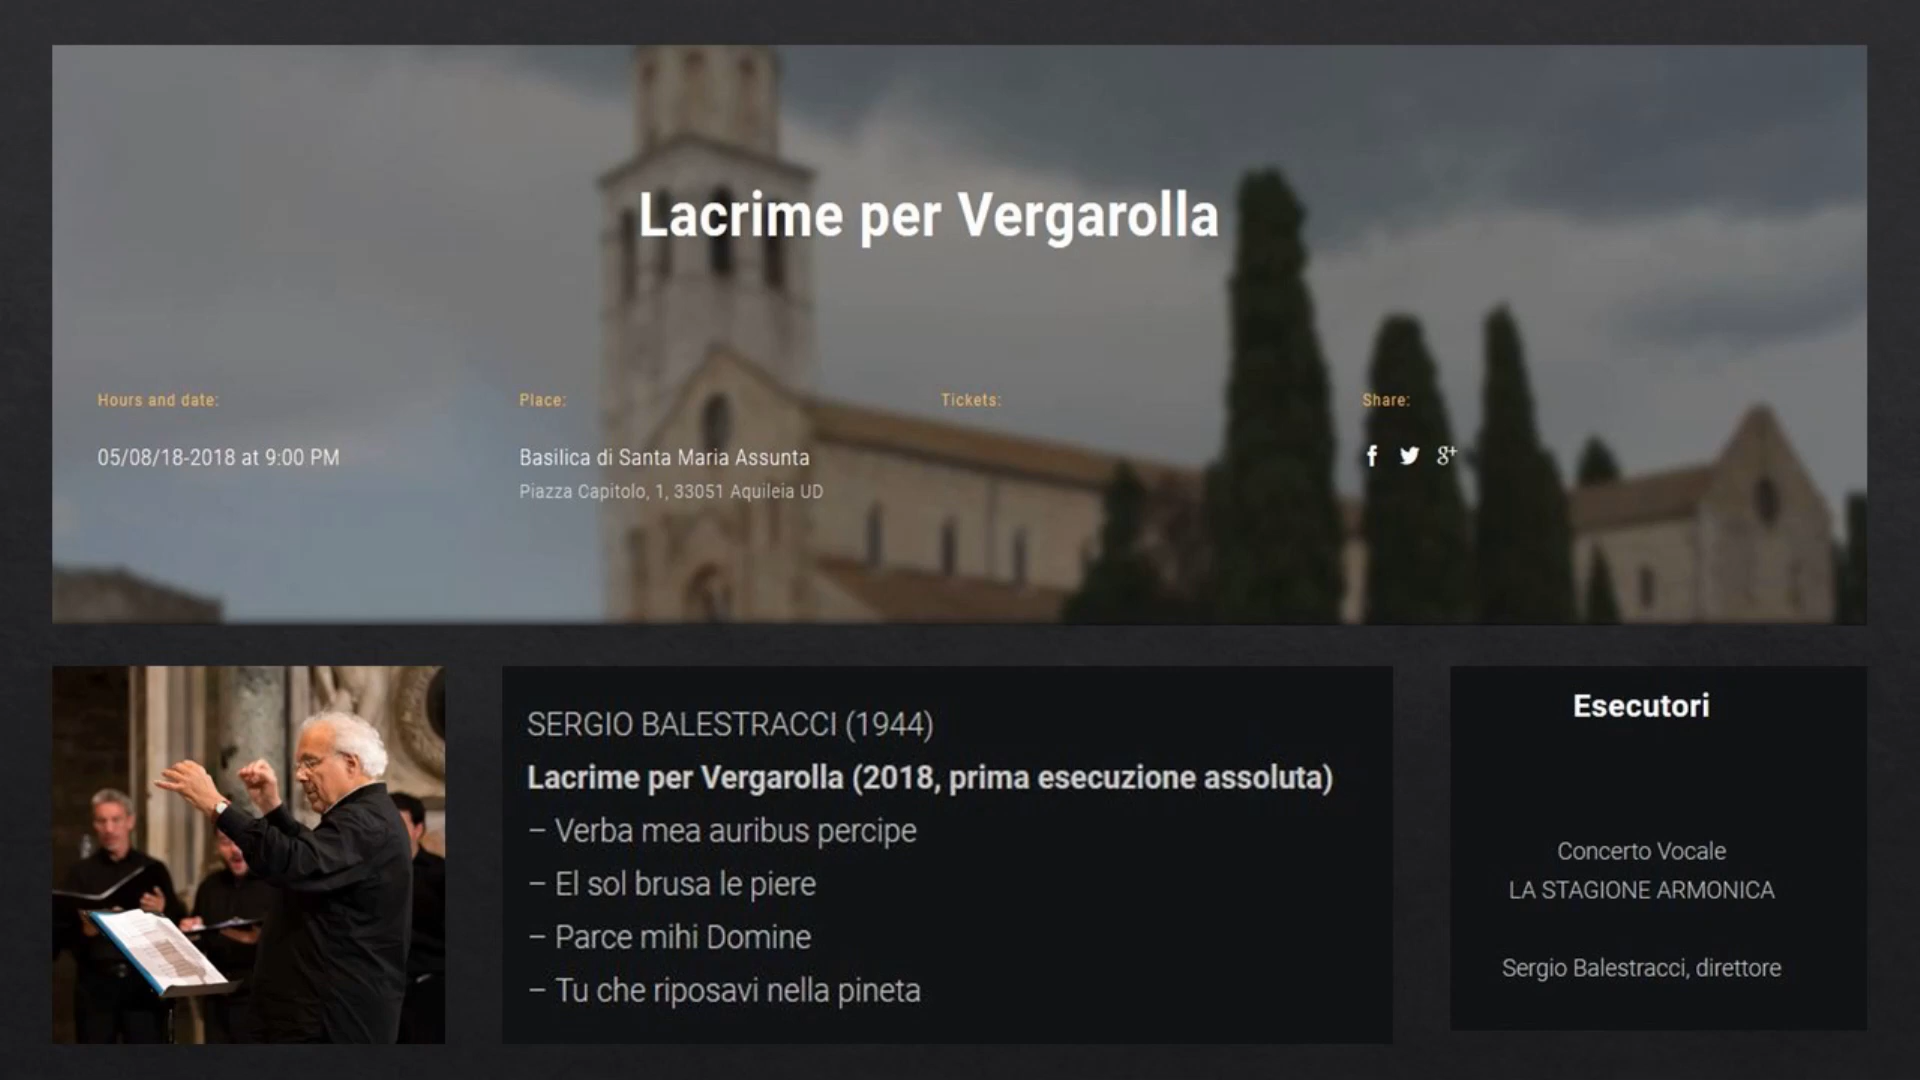 Lacrime per Vergarolla
Hours and date:
05/08/18-2018 at 9:00 PM
Place:
Basilica di Santa Maria Assunta
Piazza Capitolo, 1, 33051 Aquileia UD
Tickets:
Share:
f g+
SERGIO BALESTRACCI (1944)
Lacrime per Vergarolla (2018, prima esecuzione assoluta)
– Verba mea auribus percipe
– El sol brusa le piere
– Parce mihi Domine
– Tu che riposavi nella pineta
Esecutori
Concerto Vocale
LA STAGIONE ARMONICA
Sergio Balestracci, direttore